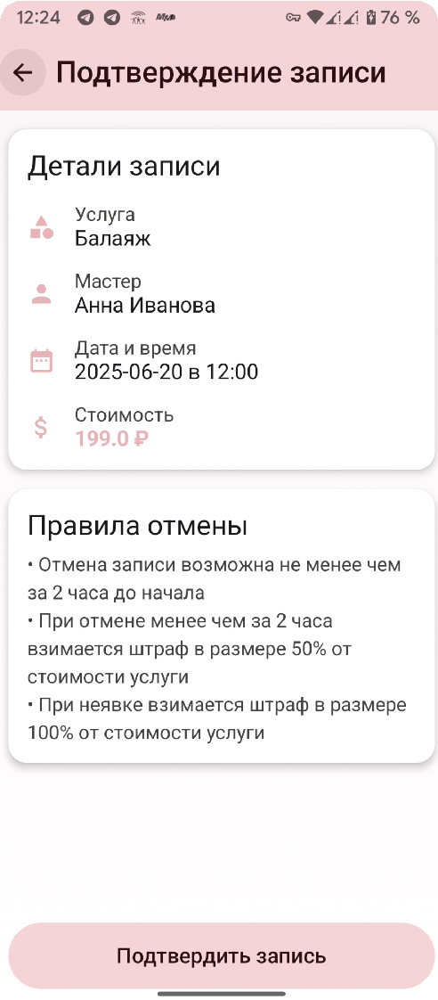 12:24 76 %
Подтверждение записи
Детали записи
Услуга
Балаяж
Мастер
Анна Иванова
Дата и время
2025-06-20 в 12:00
$ Стоимость
199.0 ₽
Правила отмены
• Отмена записи возможна не менее чем
за 2 часа до начала
• При отмене менее чем за 2 часа
взимается штраф в размере 50% от
стоимости услуги
• При неявке взимается штраф в размере
100% от стоимости услуги
Подтвердить запись